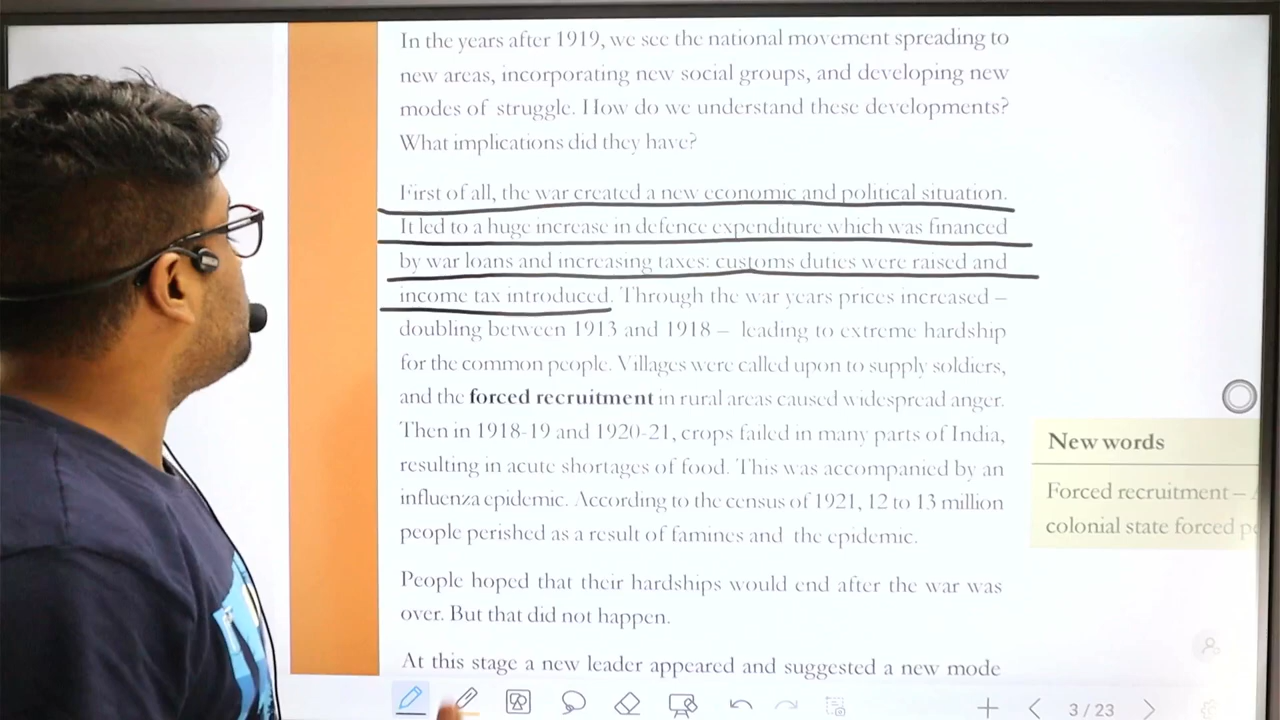 In the years after 1919, we see the national movement spreading to
new areas, incorporating new social groups, and developing new
modes of struggle. How do we understand these developments?
What implications did they have?
First of all, the war created a new economic and political situation.
It led to a huge increase in defence expenditure which was financed
by war loans and increasing taxes: customs duties were raised and
income tax introduced. Through the war years prices increased –
doubling between 1913 and 1918 – leading to extreme hardship
for the common people. Villages were called upon to supply soldiers,
and the forced recruitment in rural areas caused widespread anger.
Then in 1918-19 and 1920-21, crops failed in many parts of India,
resulting in acute shortages of food. This was accompanied by an
influenza epidemic. According to the census of 1921, 12 to 13 million
people perished as a result of famines and the epidemic.
People hoped that their hardships would end after the war was
over. But that did not happen.
At this stage a new leader appeared and suggested a new mode
New words
Forced recruitment –
colonial state forced
3 / 23